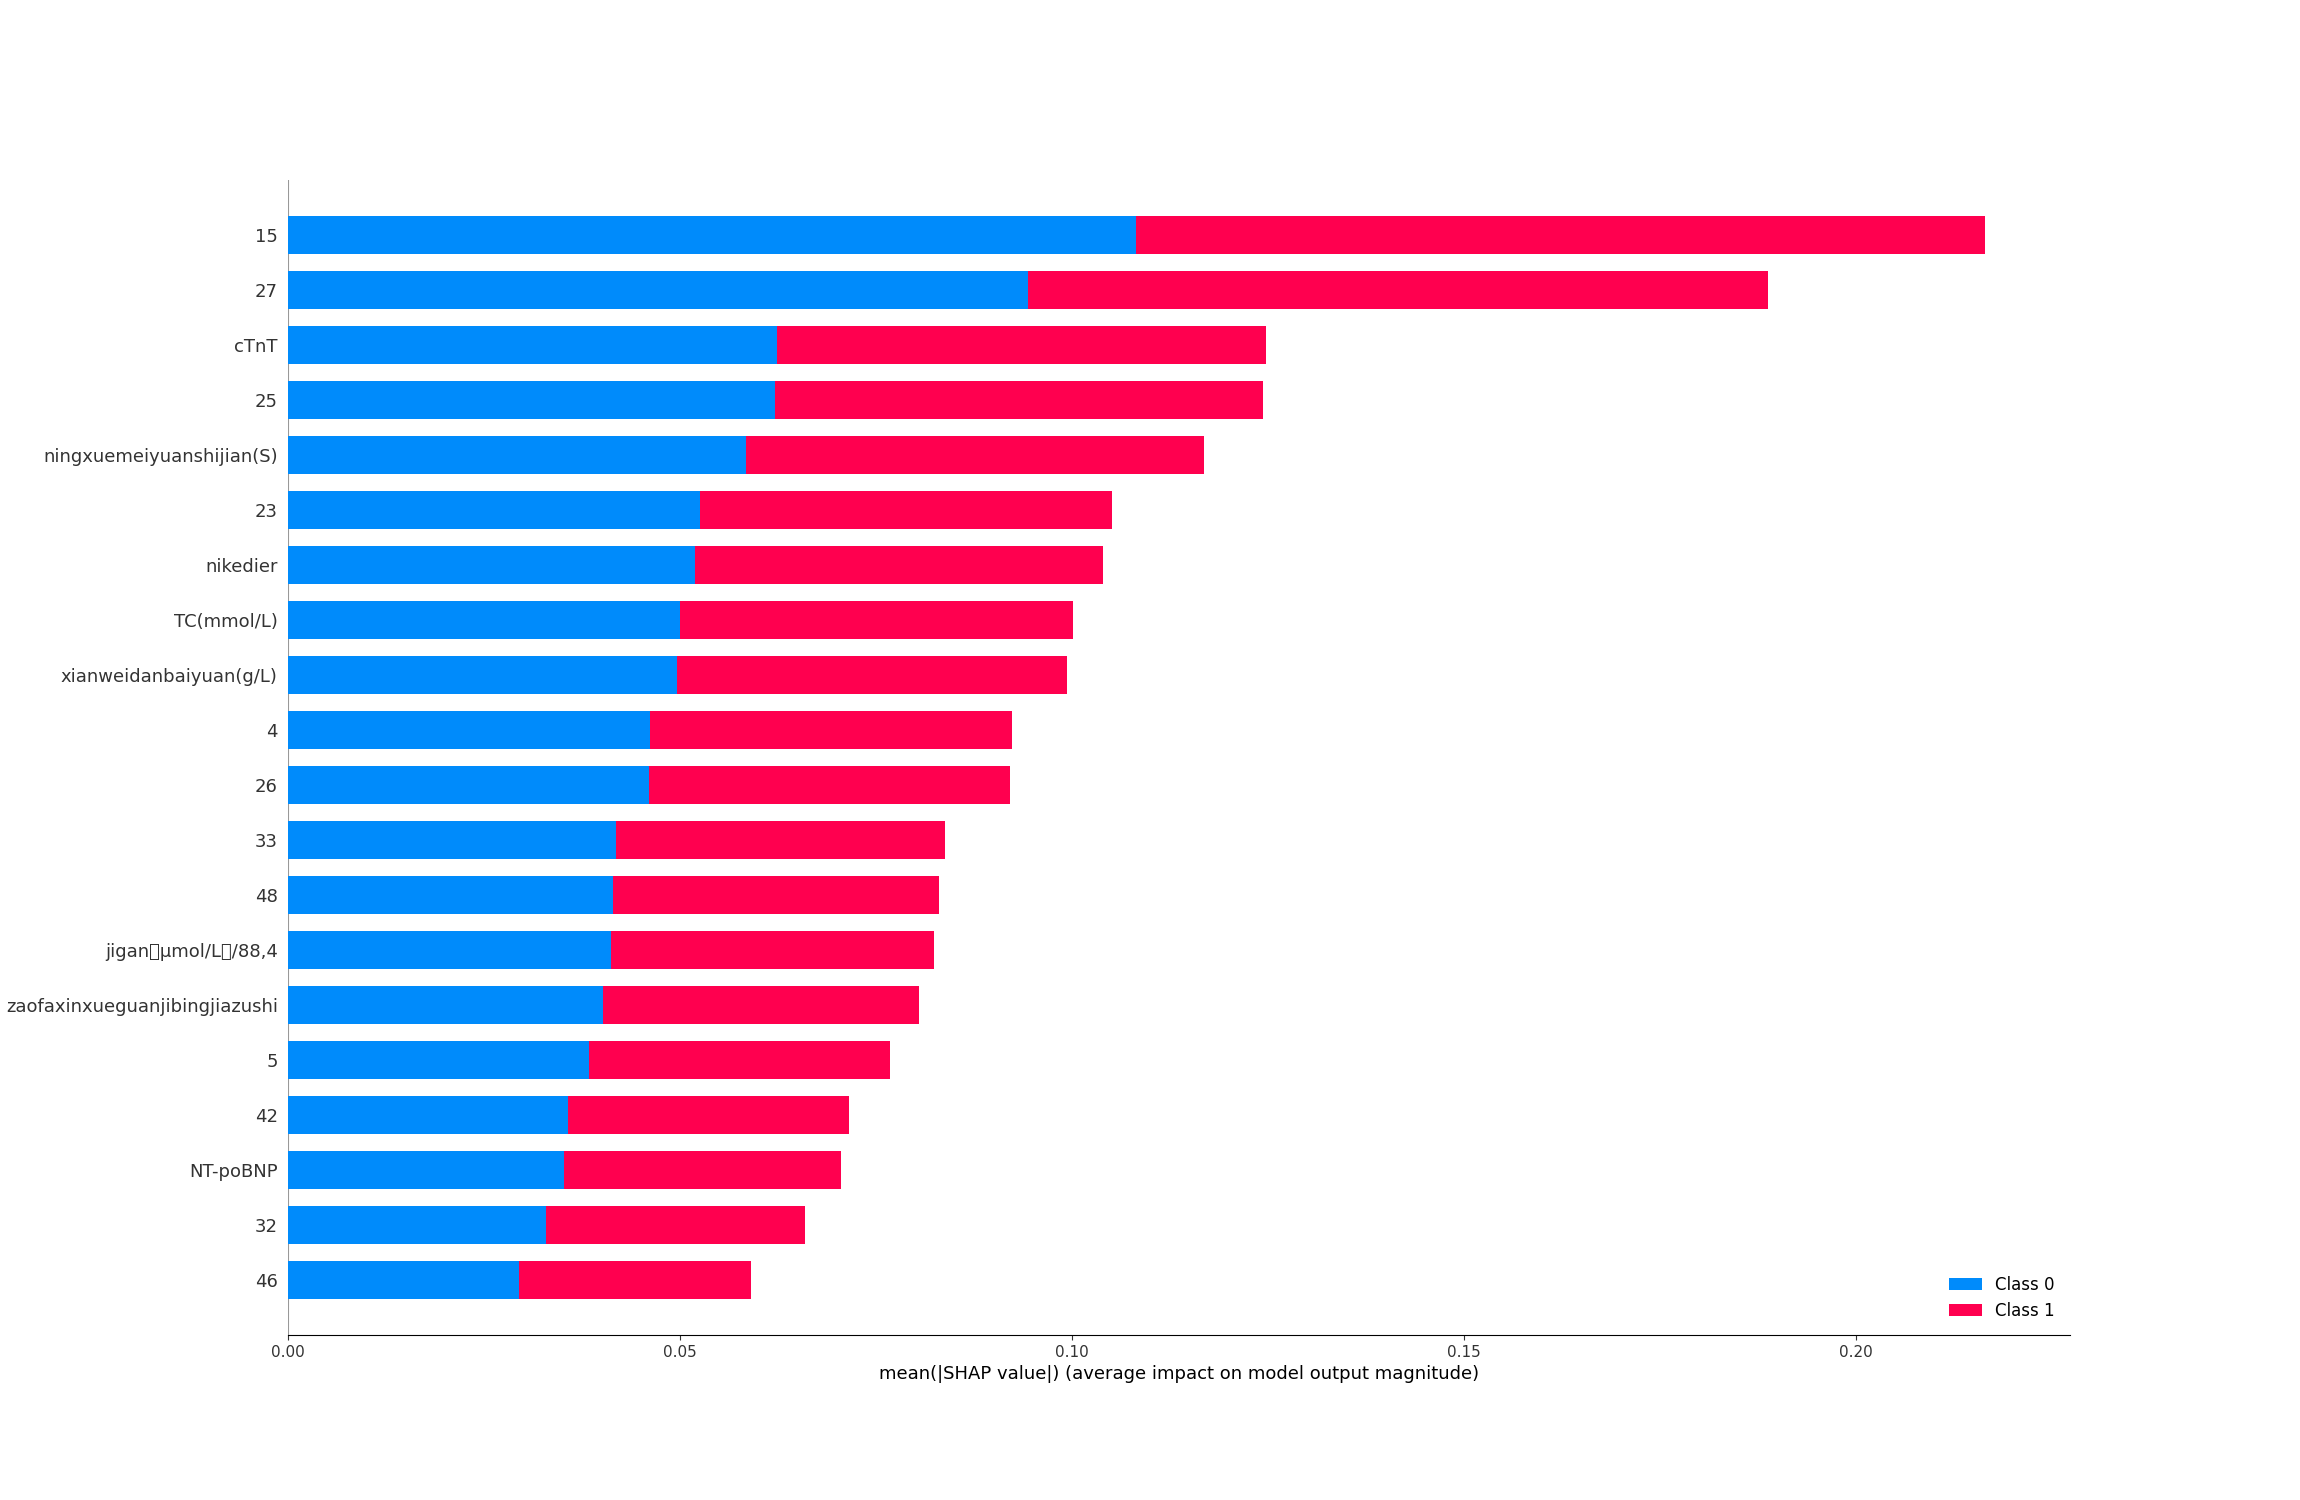 15
27
cTnT
25
ningxuemeiyuanshijian(S)
23
nikedier
TC(mmol/L)
xianweidanbaiyuan(g/L)
4
26
33
48
jigan▯μmol/L▯/88,4
zaofaxinxueguanjibingjiazushi
5
42
NT-poBNP
32
46
Class 0
Class 1
0.00 0.05 0.10 0.15 0.20
mean(|SHAP value|) (average impact on model output magnitude)